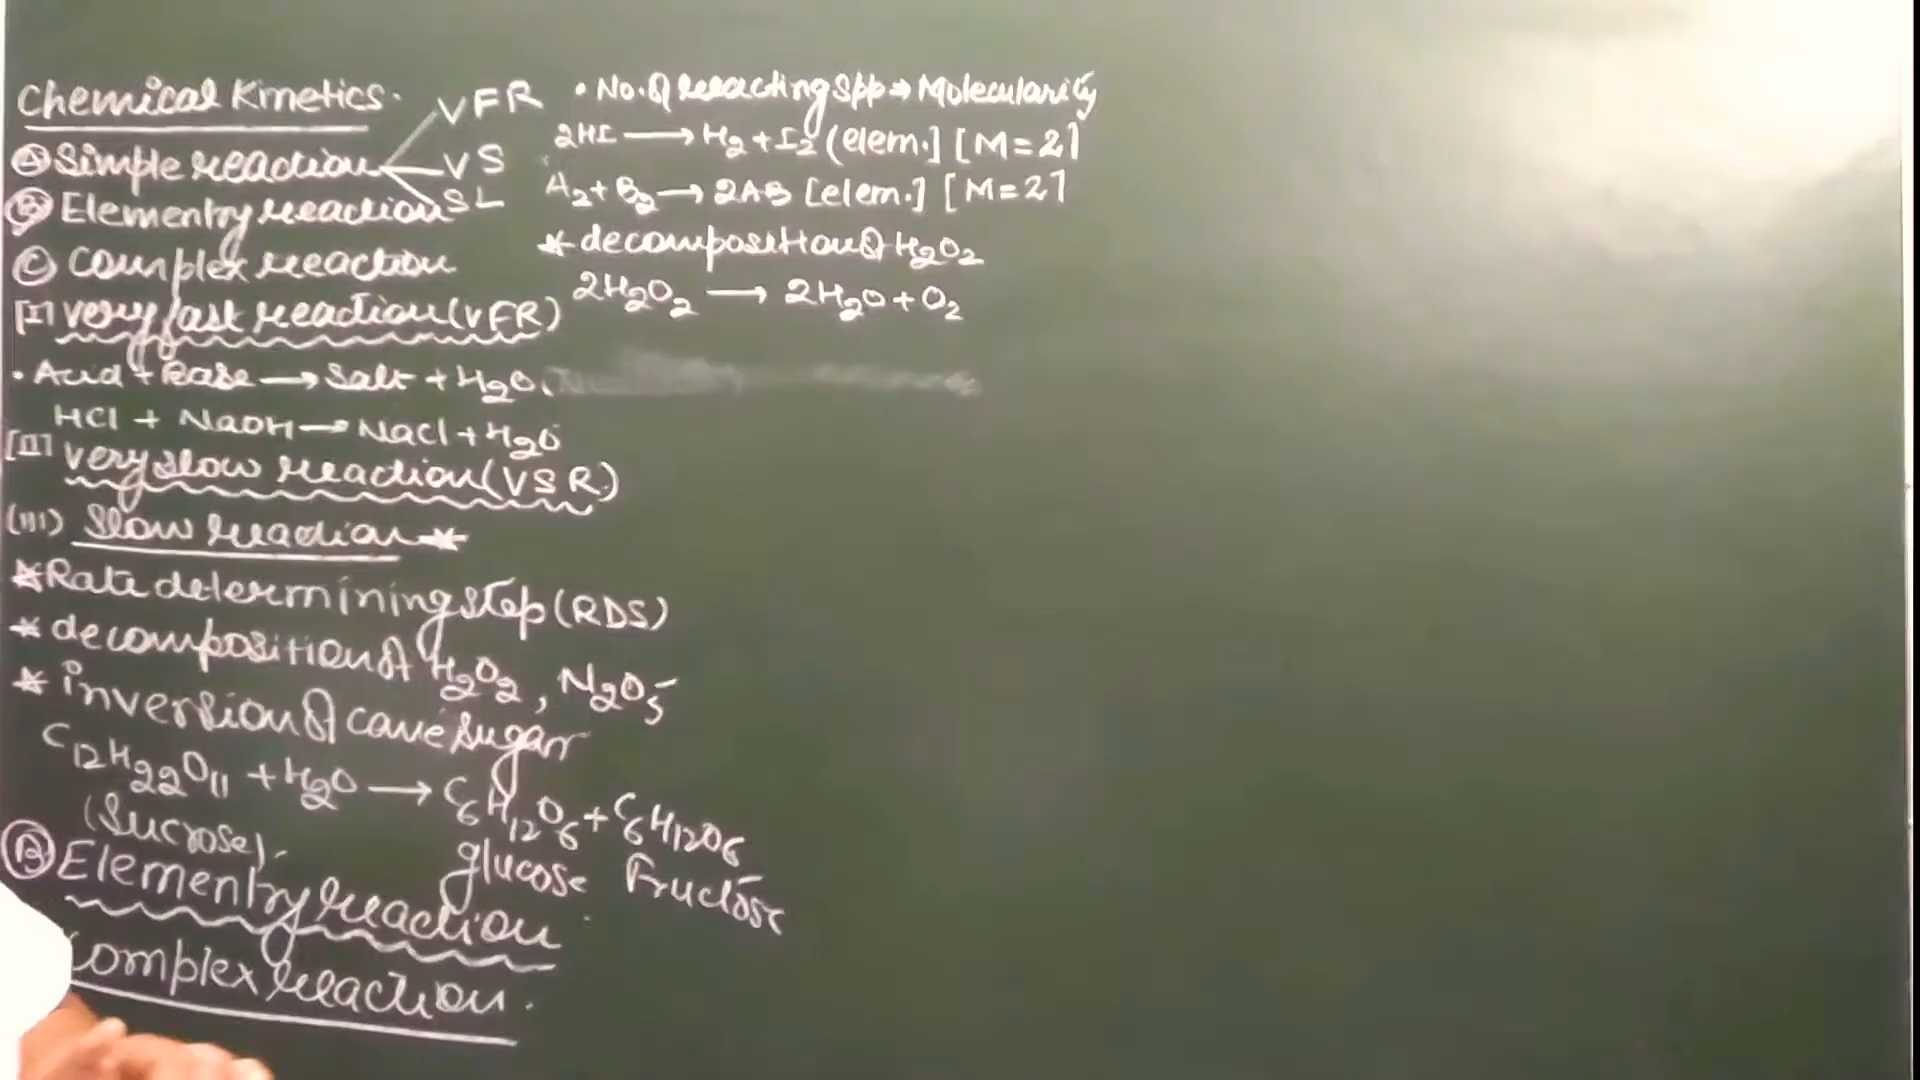 Chemical Kinetics.
VFR
(A) Simple reaction
VS
SL
(B) Elementry reaction
(C) Complex reaction
[I] very fast reaction (VFR)
• Acid + Base → Salt + H2O
HCl + NaOH → NaCl + H2O
[II] very slow reaction (VSR)
(III) Slow reaction *
* Rate determining step (RDS)
* decomposition of H2O2, N2O5
* inversion of cane sugar
C12H22O11 + H2O → C6H12O6 + C6H12O6
(Sucrose) glucose Fructose
(B) Elementry reaction
Complex reaction.
• No. of reacting Spp → Molecularity
2HI → H2 + I2 (elem.] [M=2]
A2 + B2 → 2AB [elem.] [M=2]
* decomposition of H2O2
2H2O2 → 2H2O + O2